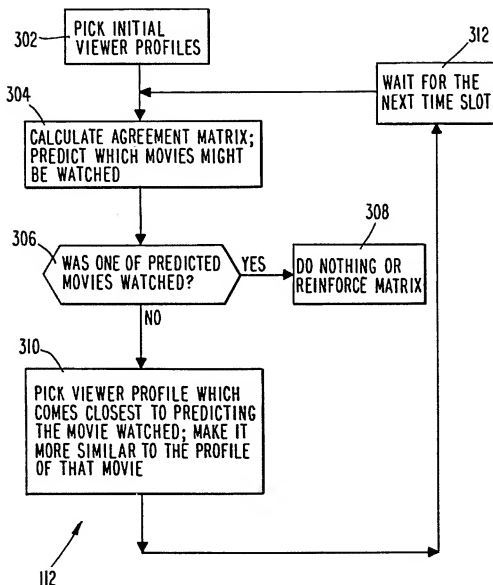 302
PICK INITIAL
VIEWER PROFILES
312
WAIT FOR THE
NEXT TIME SLOT
304
CALCULATE AGREEMENT MATRIX;
PREDICT WHICH MOVIES MIGHT
BE WATCHED
306
WAS ONE OF PREDICTED
MOVIES WATCHED?
YES
308
DO NOTHING OR
REINFORCE MATRIX
NO
310
PICK VIEWER PROFILE WHICH
COMES CLOSEST TO PREDICTING
THE MOVIE WATCHED; MAKE IT
MORE SIMILAR TO THE PROFILE
OF THAT MOVIE
112